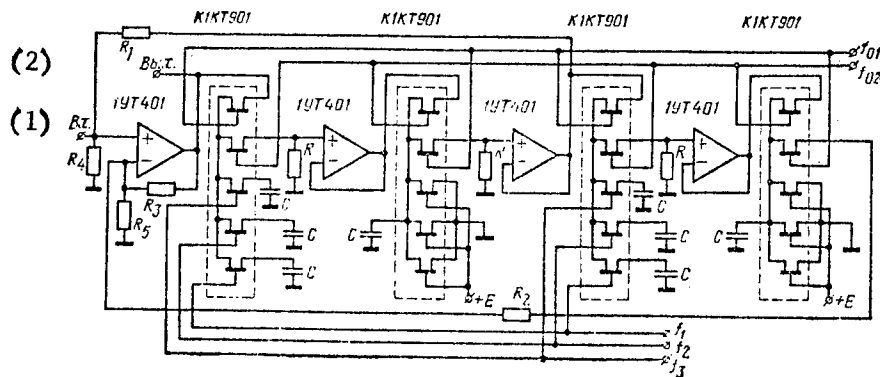 К1КТ901 К1КТ901 К1КТ901 К1КТ901
R1
f01
(2) Вых.
f02
1УТ401 1УТ401 1УТ401 1УТ401
(1) Вх.
+ + + +
- - - -
R4 R R R
R3
C C
R5 C C C C
C C
+E +E
R2
f1
f2
f3